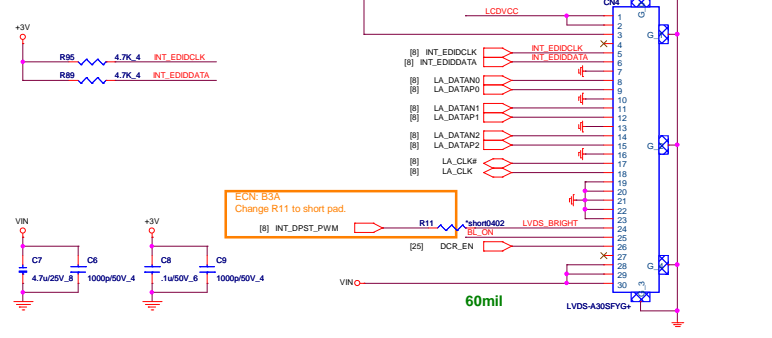 CN4
+3V
LCDVCC
1
2
3
4
R95 4.7K_4 INT_EDIDCLK
R89 4.7K_4 INT_EDIDDATA
[8] INT_EDIDCLK INT_EDIDCLK 5
[8] INT_EDIDDATA INT_EDIDDATA 6
7
[8] LA_DATAN0 8
[8] LA_DATAP0 9
10
[8] LA_DATAN1 11
[8] LA_DATAP1 12
13
[8] LA_DATAN2 14
[8] LA_DATAP2 15
16
[8] LA_CLK# 17
[8] LA_CLK 18
19
20
21
22
23
ECN: B3A
Change R11 to short pad.
[8] INT_DPST_PWM R11 *short0402 LVDS_BRIGHT 24
BL_ON 25
[25] DCR_EN 26
27
28
29
VIN 30
60mil
LVDS-A30SFYG+
VIN
+3V
C7
4.7u/25V_8
C6
1000p/50V_4
C8
.1u/50V_6
C9
1000p/50V_4